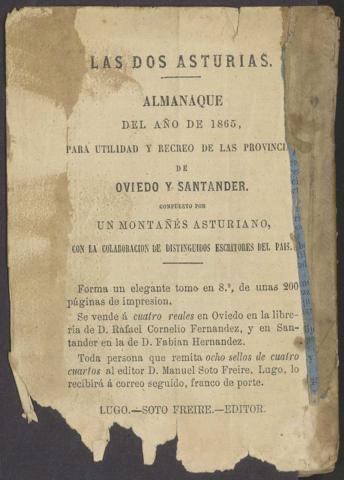 LAS DOS ASTURIAS.
ALMANAQUE
DEL AÑO DE 1865,
PARA UTILIDAD Y RECREO DE LAS PROVINCI
DE
OVIEDO Y SANTANDER.
COMPUESTO POR
UN MONTAÑÉS ASTURIANO,
CON LA COLABORACION DE DISTINGUIDOS ESCRITORES DEL PAIS.
Forma un elegante tomo en 8.º, de unas 200
páginas de impresion.
Se vende á cuatro reales en Oviedo en la libre-
ría de D. Rafael Cornelio Fernandez, y en San-
tander en la de D. Fabian Hernandez.
Toda persona que remita ocho sellos de cuatro
cuartos al editor D. Manuel Soto Freire, Lugo, lo
recibirá á correo seguido, franco de porte.
LUGO.—SOTO FREIRE.—EDITOR.